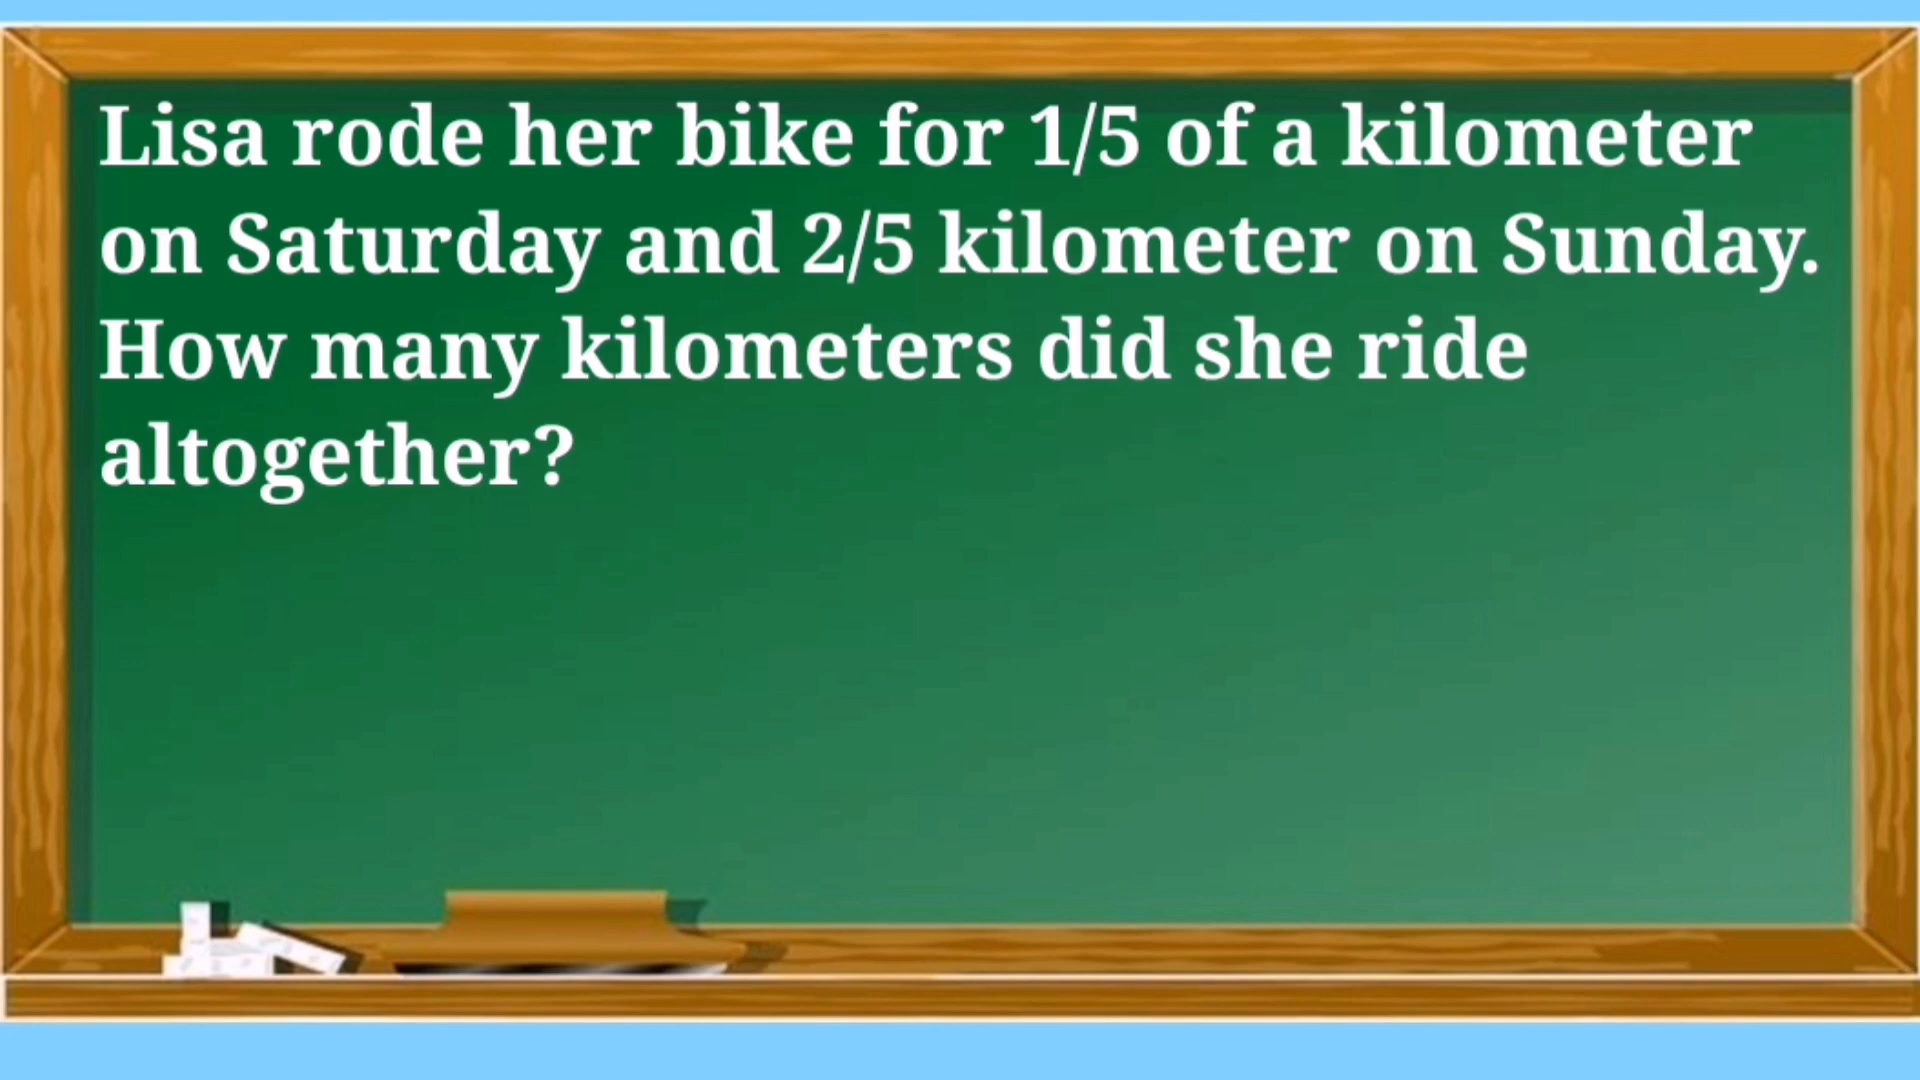 Lisa rode her bike for 1/5 of a kilometer
on Saturday and 2/5 kilometer on Sunday.
How many kilometers did she ride
altogether?